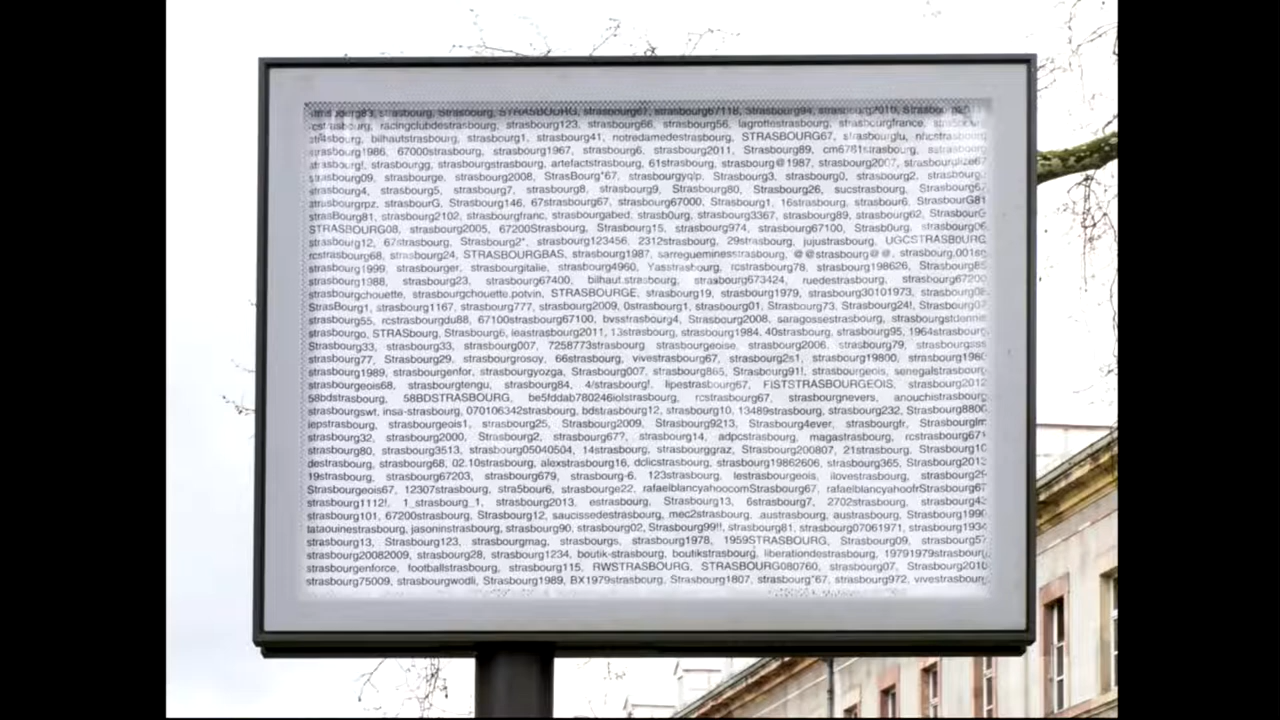 strasbourg, Strasbourg, STRASBOURG, strasbourg67, strasbourg67118, Strasbourg94, strasbourg2010,
racingclubdestrasbourg, strasbourg123, strasbourg66, strasbourg56, lagrottestrasbourg, strasbourgfrance,
bilhautstrasbourg, strasbourg1, strasbourg41, notredamedestrasbourg, STRASBOURG67, strasbourglu,
strasbourg1986, 67000strasbourg, strasbourg1967, strasbourg6, strasbourg2011, Strasbourg89, cm6781strasbourg,
strasbourg!, strasbourgg, strasbourgstrasbourg, artefactstrasbourg, 61strasbourg, strasbourg@1987, strasbourg2007,
strasbourg09, strasbourge, strasbourg2008, StrasBourg*67, Strasbourg3, strasbourg0, strasbourg2,
strasbourg4, strasbourg5, strasbourg7, strasbourg8, strasbourg9, Strasbourg80, Strasbourg26, sucstrasbourg,
strasbourG, Strasbourg146, 67strasbourg67, strasbourg67000, Strasbourg1, 16strasbourg, strasbour6, StrasbourG81
strasBourg81, strasbourg2102, strasbourgfranc, strasbourgabed, strasb0urg, strasbourg3367, strasbourg89, strasbourg62,
STRASBOURG08, strasbourg2005, 67200Strasbourg, Strasbourg15, strasbourg974, strasbourg67100, Strasb0urg,
strasbourg12, 67strasbourg, Strasbourg2*, strasbourg123456, 2312strasbourg, 29strasbourg, jujustrasbourg, UGCSTRASB0URG
rcstrasbourg68, strasbourg24, STRASBOURGBAS, strasbourg1987, sarregueminesstrasbourg, @@strasbourg@@,
strasbourg1999, strasbourger, strasbourgitalie, strasbourg4960, Yasstrasbourg, rcstrasbourg78, strasbourg198626,
strasbourg1988, strasbourg23, strasbourg67400, bilhaut.strasbourg, strasbourg673424, ruedestrasbourg, strasbourg67200
strasbourgchouette, strasbourgchouette.potvin, STRASBOURGE, strasbourg19, strasbourg1979, strasbourg30101973,
StrasBourg1, strasbourg1167, strasbourg777, strasbourg2009, 0strasbourg1, strasbourg01, Strasbourg73, Strasbourg24!,
strasbourg55, rcstrasbourgdu88, 67100strasbourg67100, bvsstrasbourg4, Strasbourg2008, saragossestrasbourg,
strasbourgo, STRASbourg, Strasbourg6, leastrasbourg2011, 13strasbourg, strasbourg1984, 40strasbourg, strasbourg95, 1964strasbourg
Strasbourg33, strasbourg33, strasbourg007, 7258773strasbourg, strasbourgeoise, strasbourg2006, strasbourg79,
strasbourg77, Strasbourg29, strasbourgrosoy, 66strasbourg, vivestrasbourg67, strasbourg2s1, strasbourg19800,
strasbourg1989, strasbourgenfor, strasbourgyozga, Strasbourg007, strasbourg865, Strasbourg91!, strasbourgeois, senegalstrasbourg
strasbourgeois68, strasbourgtengu, strasbourg84, 4/strasbourg!, lipestrasbourg67, FISTSTRASBOURGEOIS, strasbourg2012
58bdstrasbourg, 58BDSTRASBOURG, be5fddab780246iolstrasbourg, rcstrasbourg67, strasbourgnevers, anouchistrasbourg
strasbourgswt, insa-strasbourg, 070106342strasbourg, bdstrasbourg12, strasbourg10, 13489strasbourg, strasbourg232, Strasbourg8800
iepstrasbourg, strasbourgeois1, strasbourg25, Strasbourg2009, Strasbourg9213, Strasbourg4ever, strasbourgfr,
strasbourg32, strasbourg2000, Strasbourg2, strasbourg67?, strasbourg14, adpcstrasbourg, magastrasbourg, rcstrasbourg671
strasbourg80, strasbourg3513, strasbourg05040504, 14strasbourg, strasbourggraz, Strasbourg200807, 21strasbourg,
destrasbourg, strasbourg68, 02.10strasbourg, alexstrasbourg16, dclicstrasbourg, strasbourg19862606, strasbourg365,
19strasbourg, strasbourg67203, strasbourg679, strasbourg-6, 123strasbourg, lestrasbourgeois, ilovestrasbourg,
Strasbourgeois67, 12307strasbourg, stra5bour6, strasbourge22, rafaelblancyahoocomStrasbourg67, rafaelblancyahoofrStrasbourg67
strasbourg1112!, 1_strasbourg_1, strasbourg2013, estrasbourg, Strasbourg13, 6strasbourg7, 2702strasbourg,
strasbourg101, 67200strasbourg, Strasbourg12, saucissedestrasbourg, mec2strasbourg, .austrasbourg, austrasbourg,
tataouinestrasbourg, jasoninstrasbourg, strasbourg90, strasbourg02, Strasbourg99!!, strasbourg81, strasbourg07061971,
strasbourg13, Strasbourg123, strasbourgmag, strasbourgs, strasbourg1978, 1959STRASBOURG, Strasbourg09,
strasbourg20082009, strasbourg28, strasbourg1234, boutik-strasbourg, boutikstrasbourg, liberationdestrasbourg, 19791979strasbourg,
strasbourgenforce, footballstrasbourg, strasbourg115, RWSTRASBOURG, STRASBOURG080760, strasbourg07,
strasbourg75009, strasbourgwodli, Strasbourg1989, BX1979strasbourg, Strasbourg1807, strasbourg*67, strasbourg972, vivestrasbourg